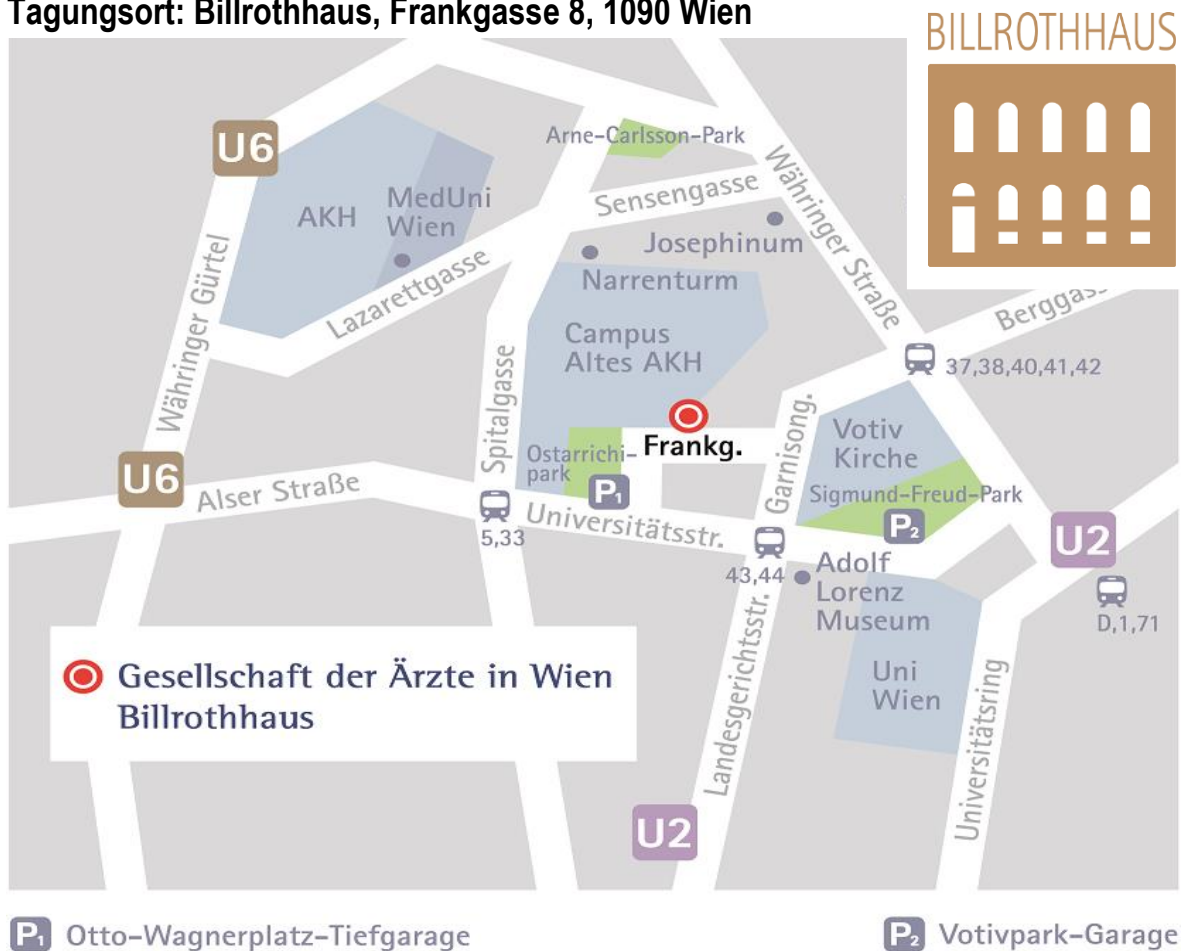 Tagungsort: Billrothhaus, Frankgasse 8, 1090 Wien
BILLROTHHAUS
U6
Arne-Carlsson-Park
Währinger Straße
Sensengasse
AKH
MedUni
Wien
Josephinum
Narrenturm
Währinger Gürtel
Lazarettgasse
Berggass
Campus
Altes AKH
37,38,40,41,42
Spitalgasse
Garnisong.
Votiv
Kirche
Frankg.
Ostarrichi-
park
U6
Alser Straße
P1
Sigmund-Freud-Park
P2
Universitätsstr.
5,33
U2
43,44
Adolf
Lorenz
Museum
D,1,71
Landesgerichtsstr.
Uni
Wien
Universitätsring
Gesellschaft der Ärzte in Wien
Billrothhaus
U2
P1 Otto-Wagnerplatz-Tiefgarage
P2 Votivpark-Garage